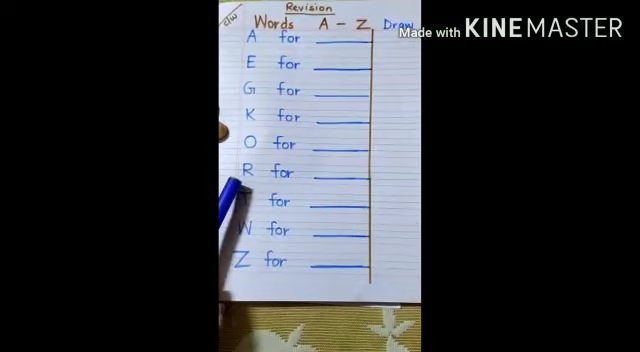 c/w
Revision
Words A - Z Draw
Made with KINEMASTER
A for
E for
G for
K for
O for
R for
T for
W for
Z for